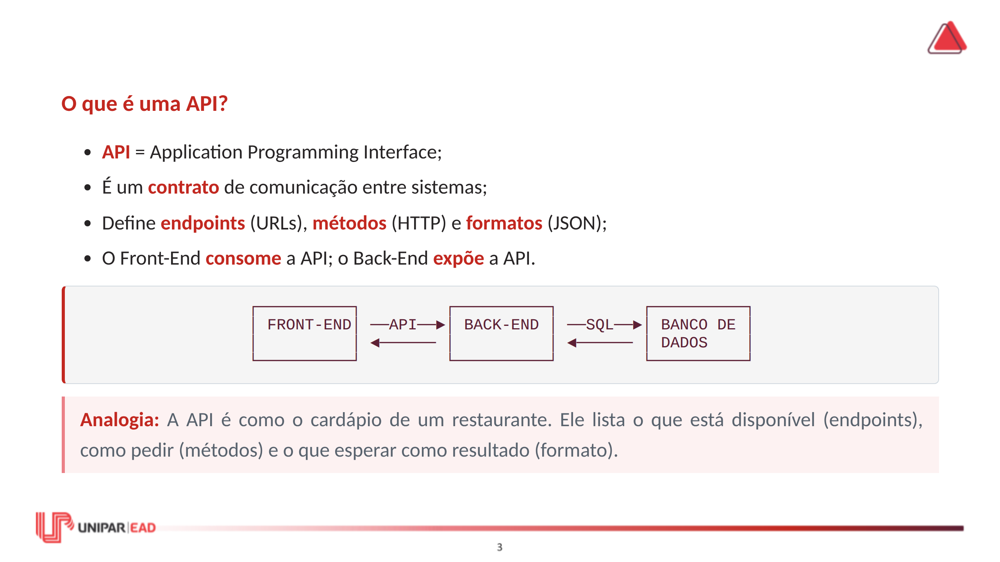 O que é uma API?
• API = Application Programming Interface;
• É um contrato de comunicação entre sistemas;
• Define endpoints (URLs), métodos (HTTP) e formatos (JSON);
• O Front-End consome a API; o Back-End expõe a API.
FRONT-END ──API──► BACK-END ──SQL──► BANCO DE
◄────── ◄────── DADOS
Analogia: A API é como o cardápio de um restaurante. Ele lista o que está disponível (endpoints),
como pedir (métodos) e o que esperar como resultado (formato).
UNIPAR|EAD
3